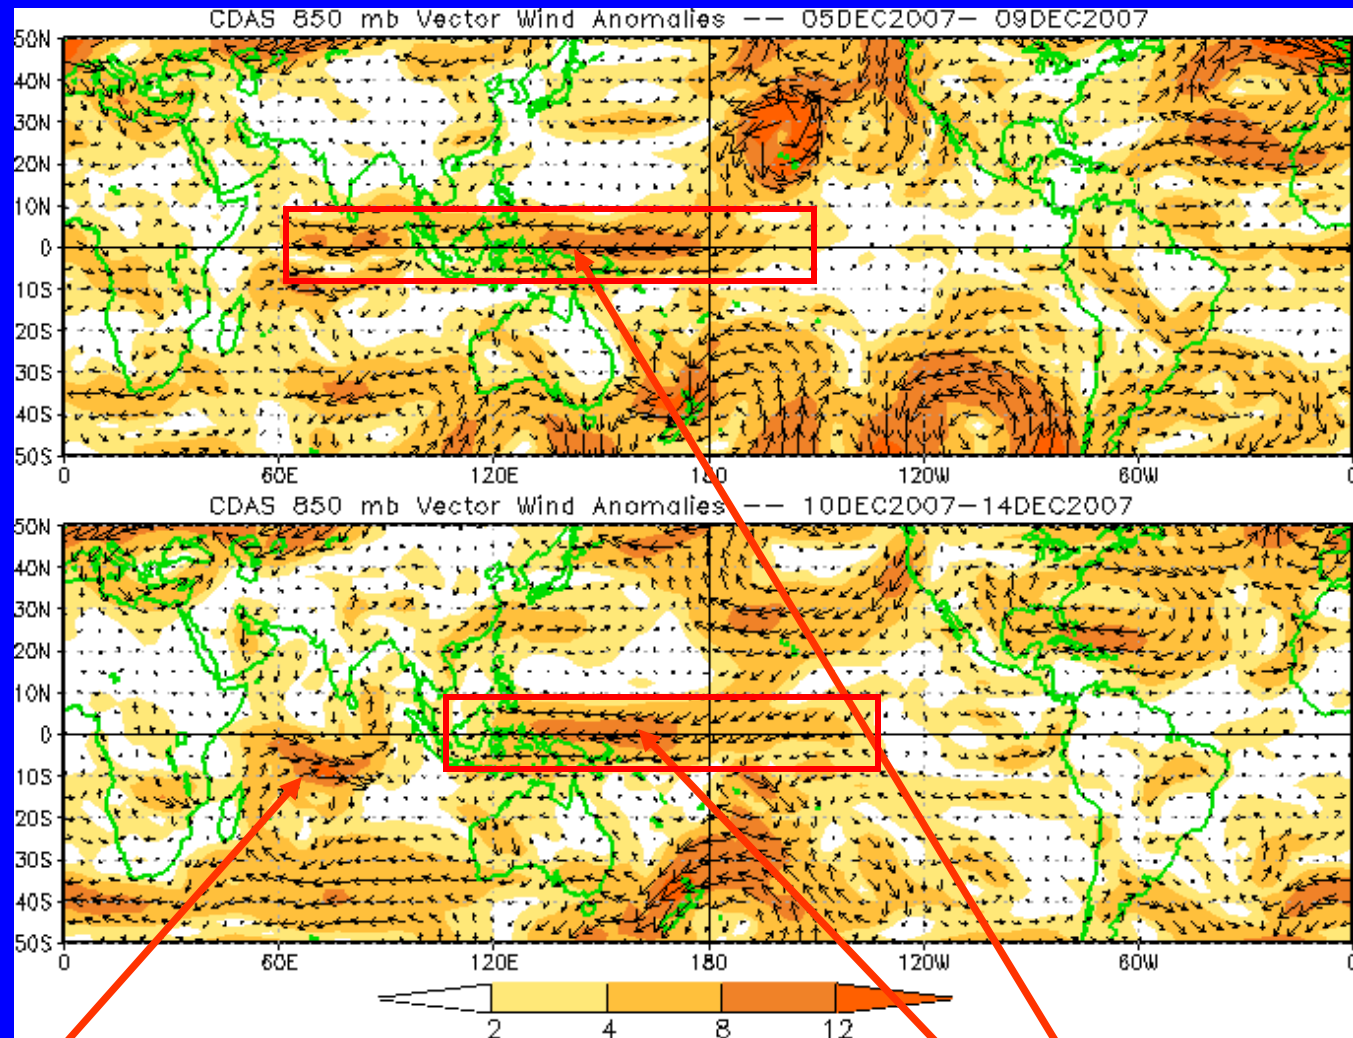 CDAS 850 mb Vector Wind Anomalies -- 05DEC2007- 09DEC2007
50N
40N
30N
20N
10N
0
10S
20S
30S
40S
50S
0 60E 120E 180 120W 60W 0
CDAS 850 mb Vector Wind Anomalies -- 10DEC2007-14DEC2007
50N
40N
30N
20N
10N
0
10S
20S
30S
40S
50S
0 60E 120E 180 120W 60W 0
2 4 8 12